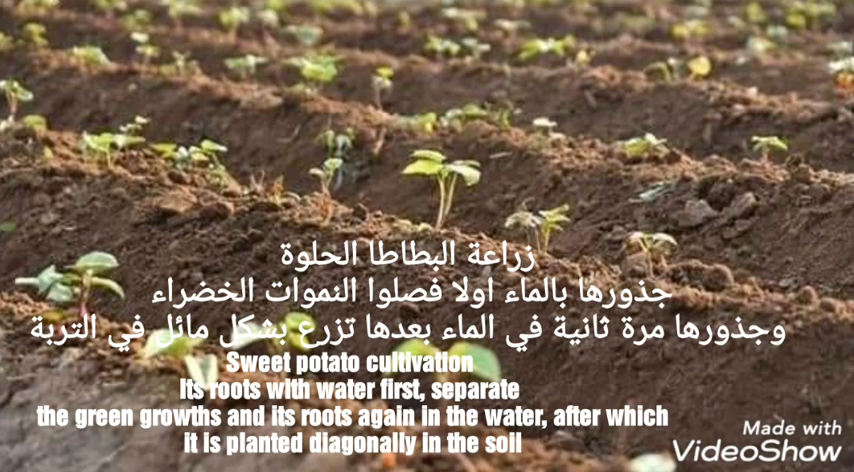 زراعة البطاطا الحلوة
جذورها بالماء اولا فصلوا النموات الخضراء
وجذورها مرة ثانية في الماء بعدها تزرع بشكل مائل في التربة
Sweet potato cultivation
Its roots with water first, separate
the green growths and its roots again in the water, after which
it is planted diagonally in the soil
Made with
VideoShow